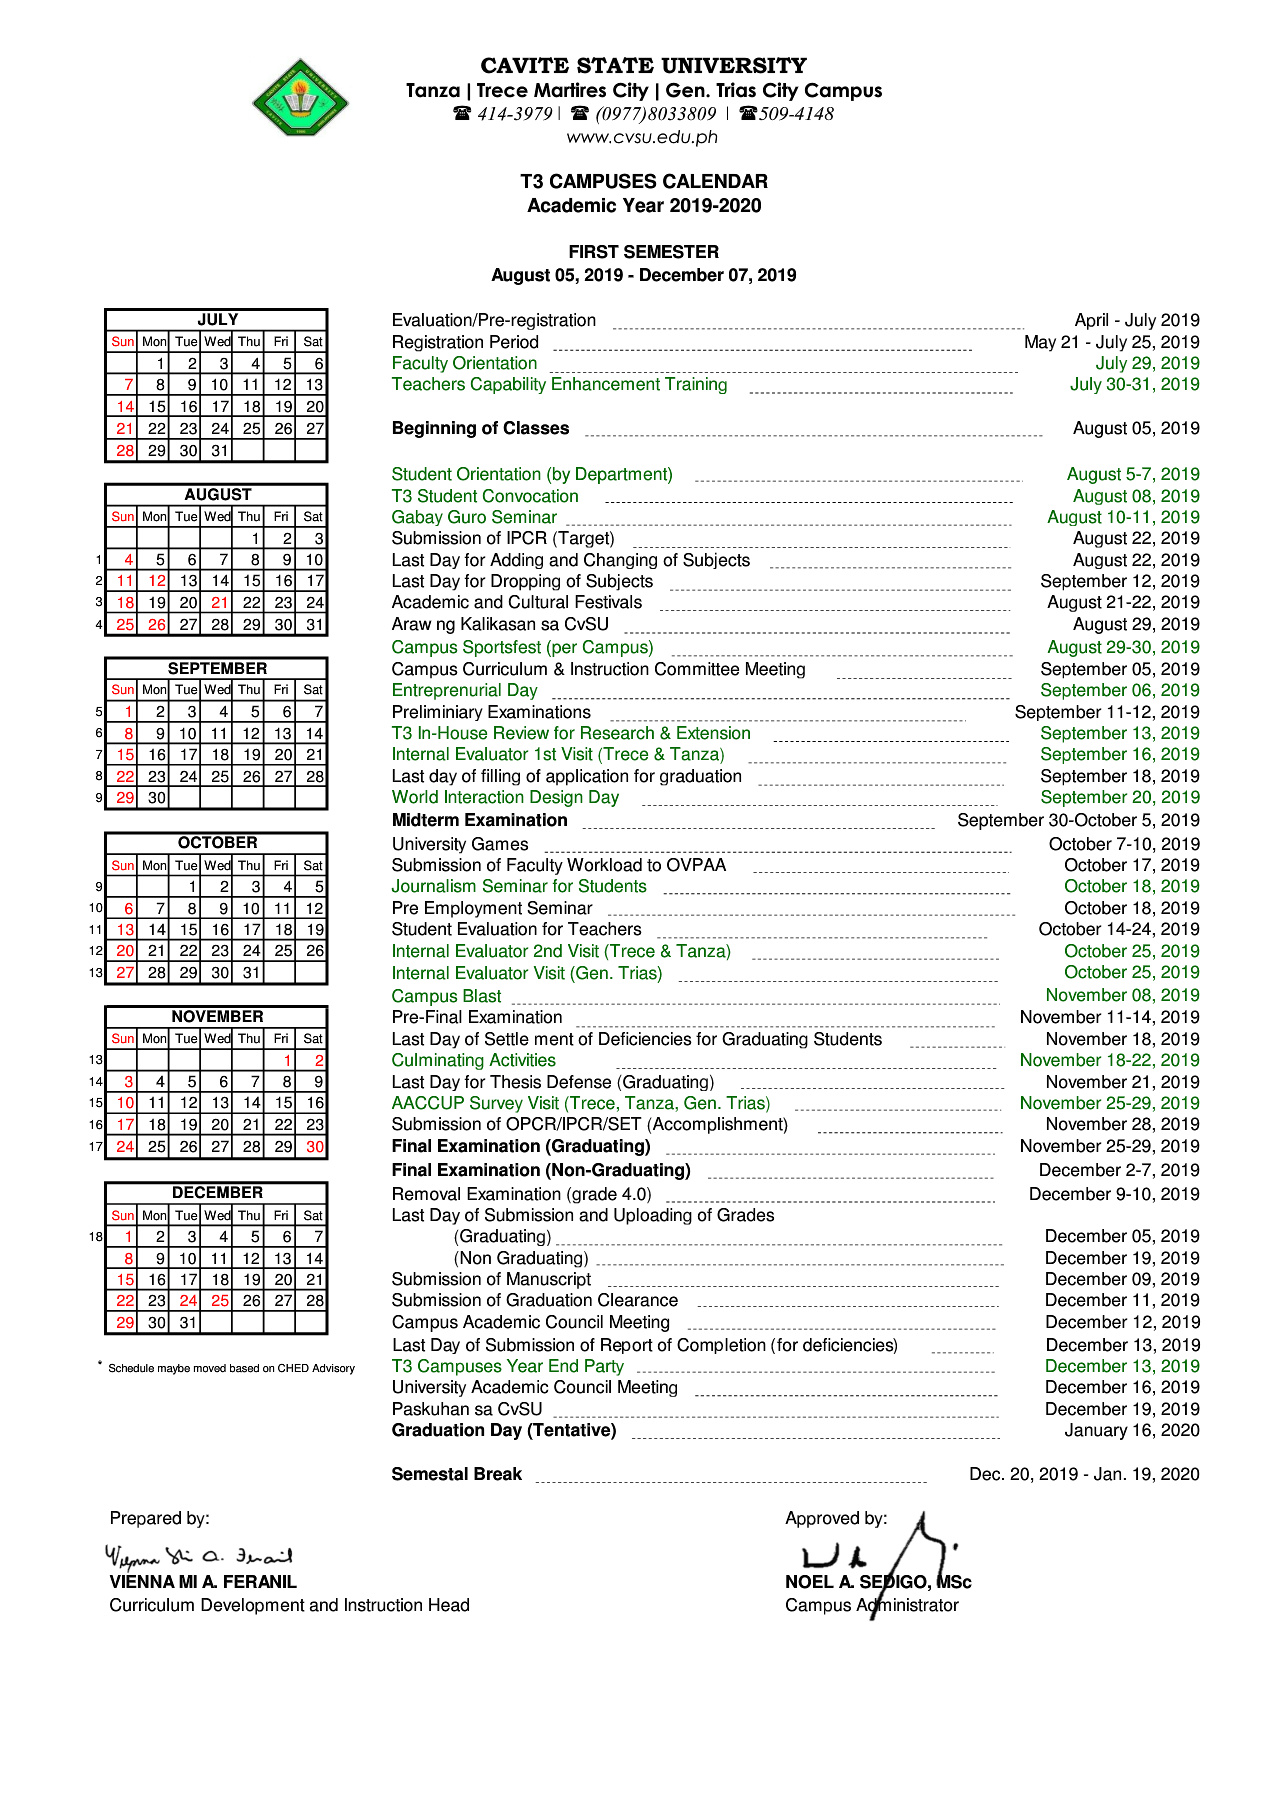 CAVITE STATE UNIVERSITY
Tanza | Trece Martires City | Gen. Trias City Campus
☎ 414-3979 | ☎ (0977)8033809 | ☎509-4148
www.cvsu.edu.ph
T3 CAMPUSES CALENDAR
Academic Year 2019-2020
FIRST SEMESTER
August 05, 2019 - December 07, 2019
JULY
Sun Mon Tue Wed Thu Fri Sat
1 2 3 4 5 6
7 8 9 10 11 12 13
14 15 16 17 18 19 20
21 22 23 24 25 26 27
28 29 30 31
AUGUST
Sun Mon Tue Wed Thu Fri Sat
1 2 3
1 4 5 6 7 8 9 10
2 11 12 13 14 15 16 17
3 18 19 20 21 22 23 24
4 25 26 27 28 29 30 31
SEPTEMBER
Sun Mon Tue Wed Thu Fri Sat
5 1 2 3 4 5 6 7
6 8 9 10 11 12 13 14
7 15 16 17 18 19 20 21
8 22 23 24 25 26 27 28
9 29 30
OCTOBER
Sun Mon Tue Wed Thu Fri Sat
9 1 2 3 4 5
10 6 7 8 9 10 11 12
11 13 14 15 16 17 18 19
12 20 21 22 23 24 25 26
13 27 28 29 30 31
NOVEMBER
Sun Mon Tue Wed Thu Fri Sat
13 1 2
14 3 4 5 6 7 8 9
15 10 11 12 13 14 15 16
16 17 18 19 20 21 22 23
17 24 25 26 27 28 29 30
DECEMBER
Sun Mon Tue Wed Thu Fri Sat
18 1 2 3 4 5 6 7
8 9 10 11 12 13 14
15 16 17 18 19 20 21
22 23 24 25 26 27 28
29 30 31
* Schedule maybe moved based on CHED Advisory
Evaluation/Pre-registration April - July 2019
Registration Period May 21 - July 25, 2019
Faculty Orientation July 29, 2019
Teachers Capability Enhancement Training July 30-31, 2019
Beginning of Classes August 05, 2019
Student Orientation (by Department) August 5-7, 2019
T3 Student Convocation August 08, 2019
Gabay Guro Seminar August 10-11, 2019
Submission of IPCR (Target) August 22, 2019
Last Day for Adding and Changing of Subjects August 22, 2019
Last Day for Dropping of Subjects September 12, 2019
Academic and Cultural Festivals August 21-22, 2019
Araw ng Kalikasan sa CvSU August 29, 2019
Campus Sportsfest (per Campus) August 29-30, 2019
Campus Curriculum & Instruction Committee Meeting September 05, 2019
Entreprenurial Day September 06, 2019
Preliminiary Examinations September 11-12, 2019
T3 In-House Review for Research & Extension September 13, 2019
Internal Evaluator 1st Visit (Trece & Tanza) September 16, 2019
Last day of filling of application for graduation September 18, 2019
World Interaction Design Day September 20, 2019
Midterm Examination September 30-October 5, 2019
University Games October 7-10, 2019
Submission of Faculty Workload to OVPAA October 17, 2019
Journalism Seminar for Students October 18, 2019
Pre Employment Seminar October 18, 2019
Student Evaluation for Teachers October 14-24, 2019
Internal Evaluator 2nd Visit (Trece & Tanza) October 25, 2019
Internal Evaluator Visit (Gen. Trias) October 25, 2019
Campus Blast November 08, 2019
Pre-Final Examination November 11-14, 2019
Last Day of Settle ment of Deficiencies for Graduating Students November 18, 2019
Culminating Activities November 18-22, 2019
Last Day for Thesis Defense (Graduating) November 21, 2019
AACCUP Survey Visit (Trece, Tanza, Gen. Trias) November 25-29, 2019
Submission of OPCR/IPCR/SET (Accomplishment) November 28, 2019
Final Examination (Graduating) November 25-29, 2019
Final Examination (Non-Graduating) December 2-7, 2019
Removal Examination (grade 4.0) December 9-10, 2019
Last Day of Submission and Uploading of Grades
(Graduating) December 05, 2019
(Non Graduating) December 19, 2019
Submission of Manuscript December 09, 2019
Submission of Graduation Clearance December 11, 2019
Campus Academic Council Meeting December 12, 2019
Last Day of Submission of Report of Completion (for deficiencies) December 13, 2019
T3 Campuses Year End Party December 13, 2019
University Academic Council Meeting December 16, 2019
Paskuhan sa CvSU December 19, 2019
Graduation Day (Tentative) January 16, 2020
Semestal Break Dec. 20, 2019 - Jan. 19, 2020
Prepared by:
Vienna Mi A. Feranil
VIENNA MI A. FERANIL
Curriculum Development and Instruction Head
Approved by:
NOEL A. SEDIGO, MSc
Campus Administrator